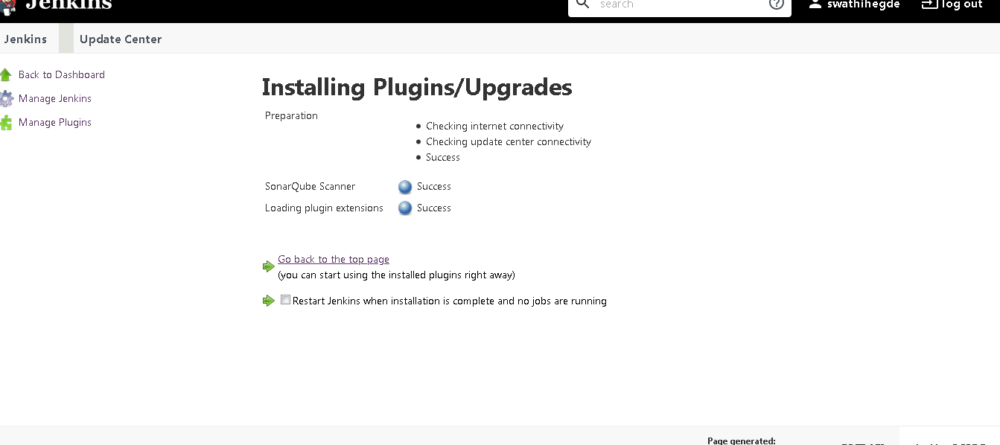 Jenkins
search
swathihegde
log out
Jenkins
Update Center
Back to Dashboard
Manage Jenkins
Manage Plugins
Installing Plugins/Upgrades
Preparation
Checking internet connectivity
Checking update center connectivity
Success
SonarQube Scanner
Success
Loading plugin extensions
Success
Go back to the top page
(you can start using the installed plugins right away)
Restart Jenkins when installation is complete and no jobs are running
Page generated: